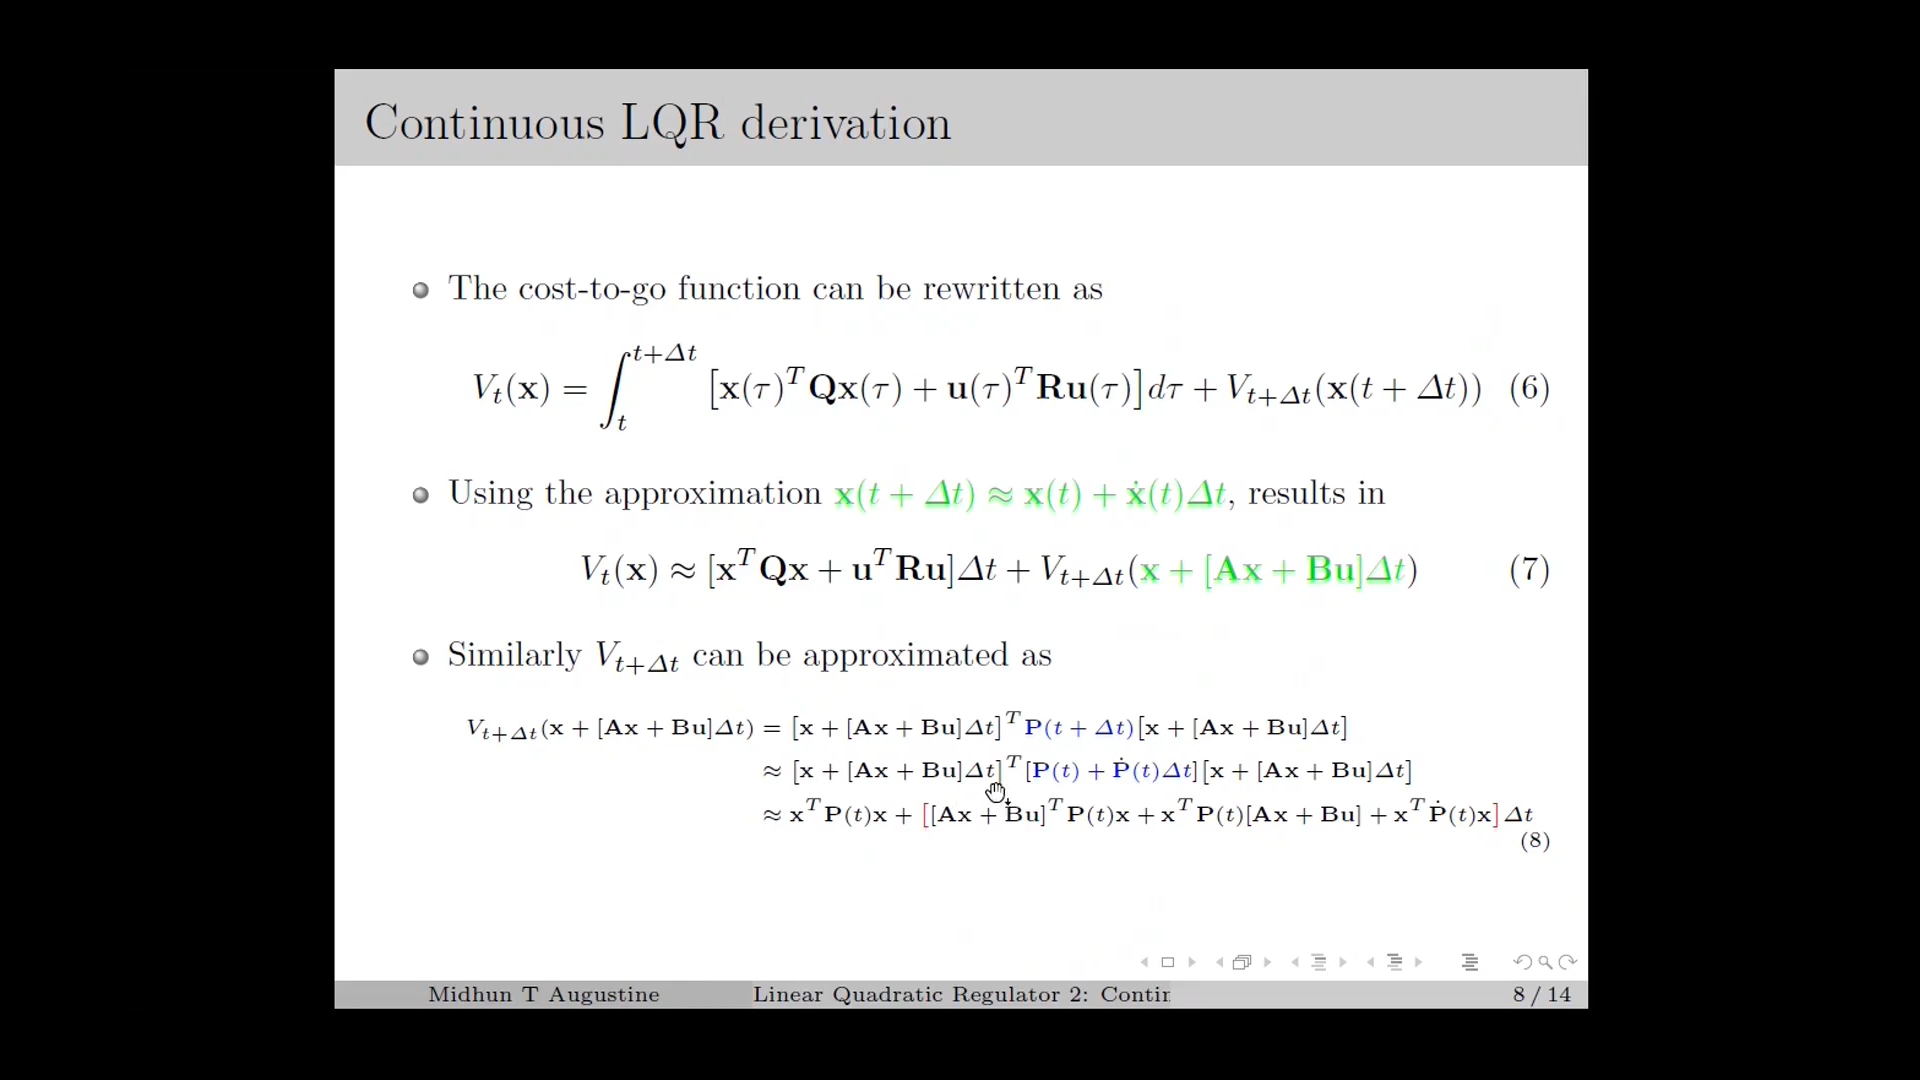 Continuous LQR derivation
The cost-to-go function can be rewritten as
V_t(x) = ∫_t^{t+Δt} [x(τ)^T Qx(τ) + u(τ)^T Ru(τ)]dτ + V_{t+Δt}(x(t + Δt)) (6)
Using the approximation x(t + Δt) ≈ x(t) + ẋ(t)Δt, results in
V_t(x) ≈ [x^T Qx + u^T Ru]Δt + V_{t+Δt}(x + [Ax + Bu]Δt) (7)
Similarly V_{t+Δt} can be approximated as
V_{t+Δt}(x + [Ax + Bu]Δt) = [x + [Ax + Bu]Δt]^T P(t + Δt)[x + [Ax + Bu]Δt]
≈ [x + [Ax + Bu]Δt]^T [P(t) + Ṗ(t)Δt][x + [Ax + Bu]Δt]
≈ x^T P(t)x + [[Ax + Bu]^T P(t)x + x^T P(t)[Ax + Bu] + x^T Ṗ(t)x]Δt
(8)
Midhun T Augustine Linear Quadratic Regulator 2: Contin 8 / 14